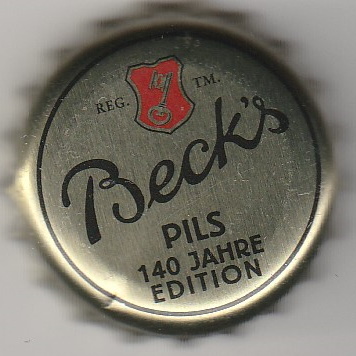 REG. TM.
Beck's
PILS
140 JAHRE
EDITION